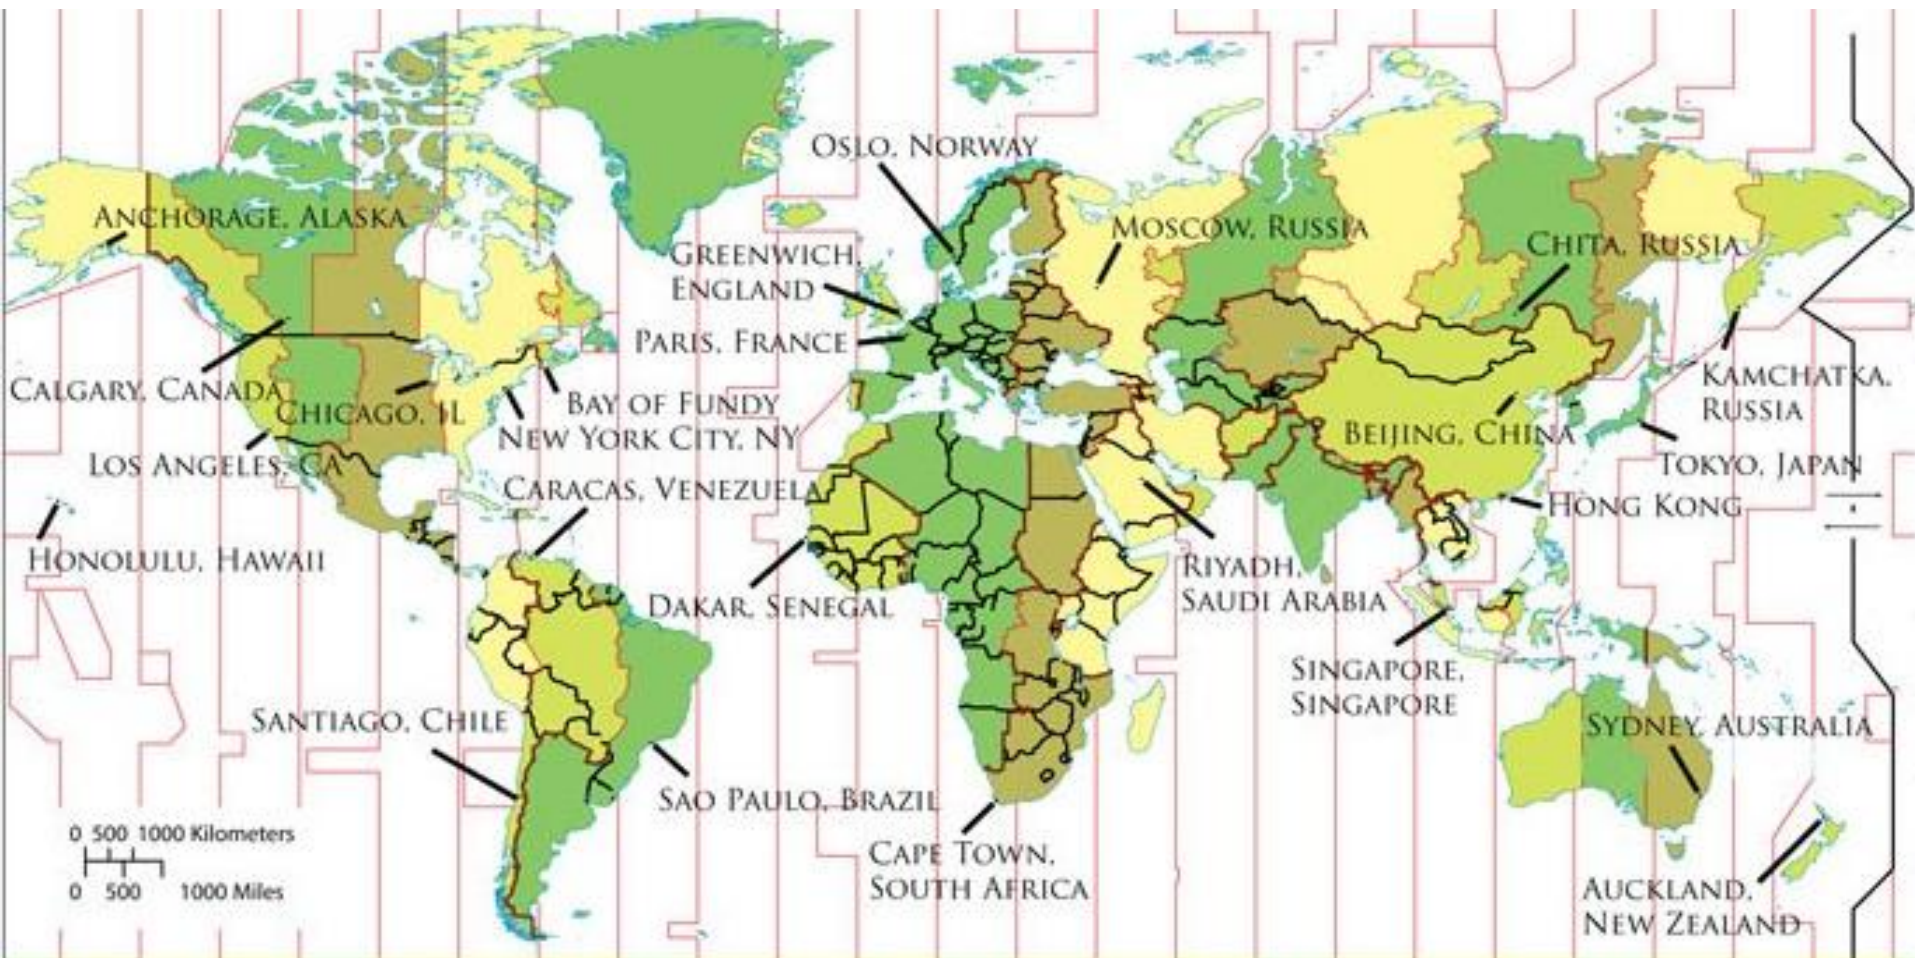 OSLO, NORWAY
ANCHORAGE, ALASKA
MOSCOW, RUSSIA
CHITA, RUSSIA
GREENWICH,
ENGLAND
PARIS, FRANCE
CALGARY, CANADA
CHICAGO, IL
BAY OF FUNDY
NEW YORK CITY, NY
KAMCHATKA,
RUSSIA
LOS ANGELES, CA
BEIJING, CHINA
TOKYO, JAPAN
CARACAS, VENEZUELA
HONG KONG
HONOLULU, HAWAII
DAKAR, SENEGAL
RIYADH,
SAUDI ARABIA
SINGAPORE,
SINGAPORE
SANTIAGO, CHILE
SYDNEY, AUSTRALIA
SAO PAULO, BRAZIL
CAPE TOWN,
SOUTH AFRICA
AUCKLAND,
NEW ZEALAND
0 500 1000 Kilometers
0 500 1000 Miles